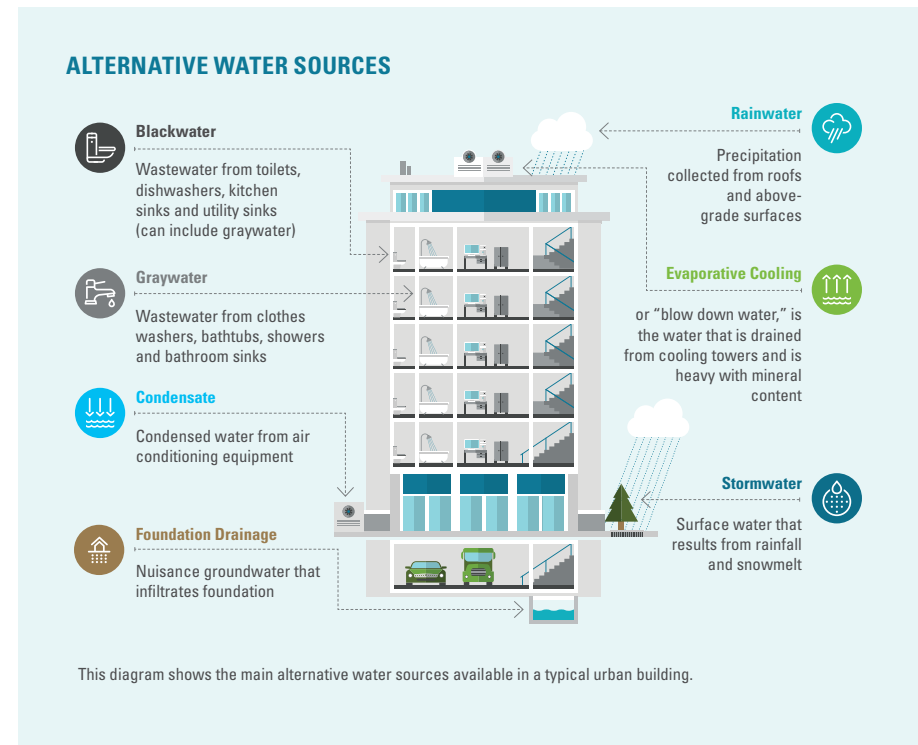 ALTERNATIVE WATER SOURCES
Blackwater
Wastewater from toilets,
dishwashers, kitchen
sinks and utility sinks
(can include graywater)
Graywater
Wastewater from clothes
washers, bathtubs, showers
and bathroom sinks
Condensate
Condensed water from air
conditioning equipment
Foundation Drainage
Nuisance groundwater that
infiltrates foundation
Rainwater
Precipitation
collected from roofs
and above-
grade surfaces
Evaporative Cooling
or “blow down water,” is
the water that is drained
from cooling towers and is
heavy with mineral
content
Stormwater
Surface water that
results from rainfall
and snowmelt
This diagram shows the main alternative water sources available in a typical urban building.